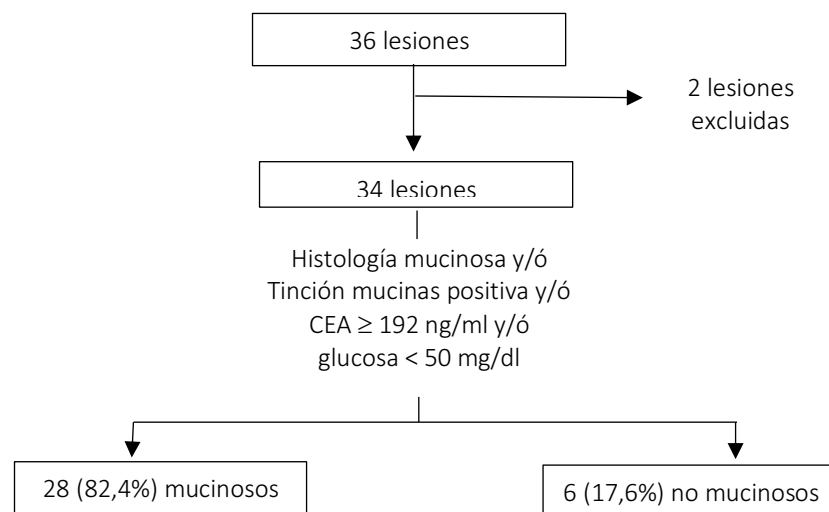 36 lesiones
2 lesiones
excluidas
34 lesiones
Histología mucinosa y/ó
Tinción mucinas positiva y/ó
CEA ≥ 192 ng/ml y/ó
glucosa < 50 mg/dl
28 (82,4%) mucinosos
6 (17,6%) no mucinosos